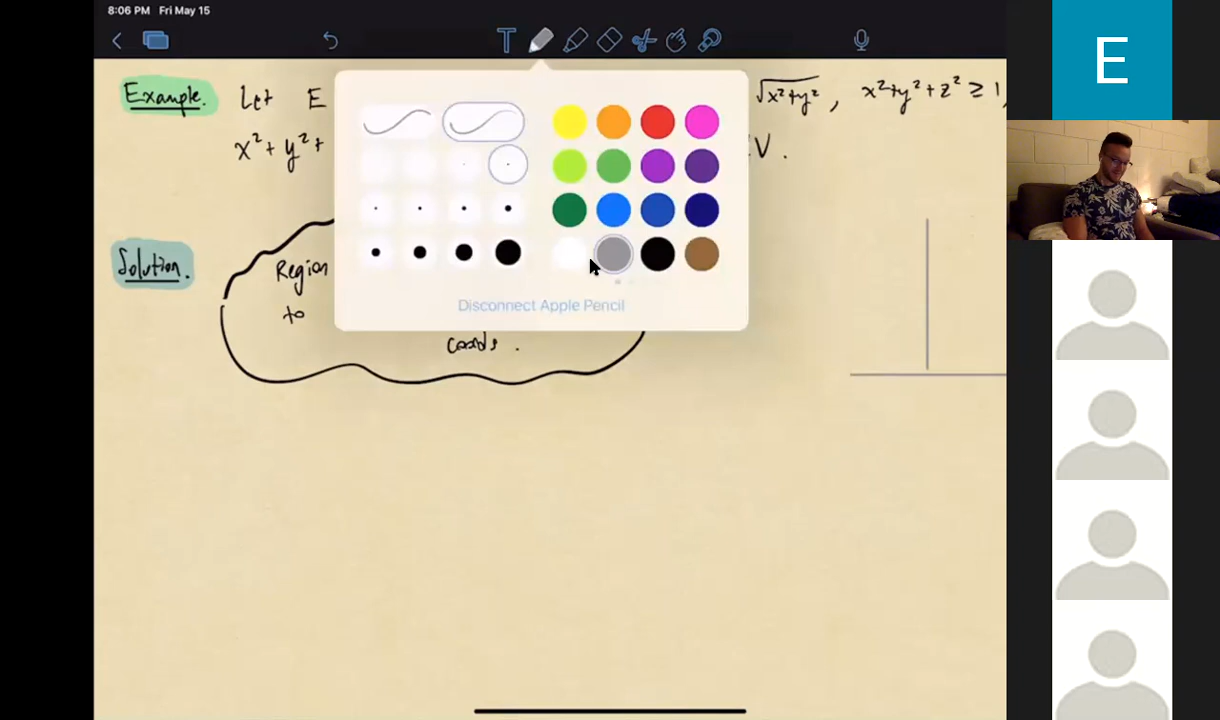 8:06 PM Fri May 15
T
E
Example. Let E √x²+y² , x²+y²+z² ≥ 1,
x²+y²+ V .
Solution.
Region
to
coords .
Disconnect Apple Pencil